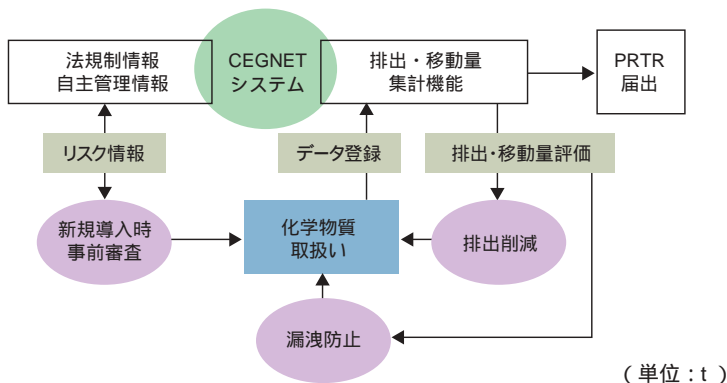 法規制情報
自主管理情報
CEGNET
システム
排出・移動量
集計機能
PRTR
届出
リスク情報
データ登録
排出・移動量評価
新規導入時
事前審査
化学物質
取扱い
排出削減
漏洩防止
（単位：t ）